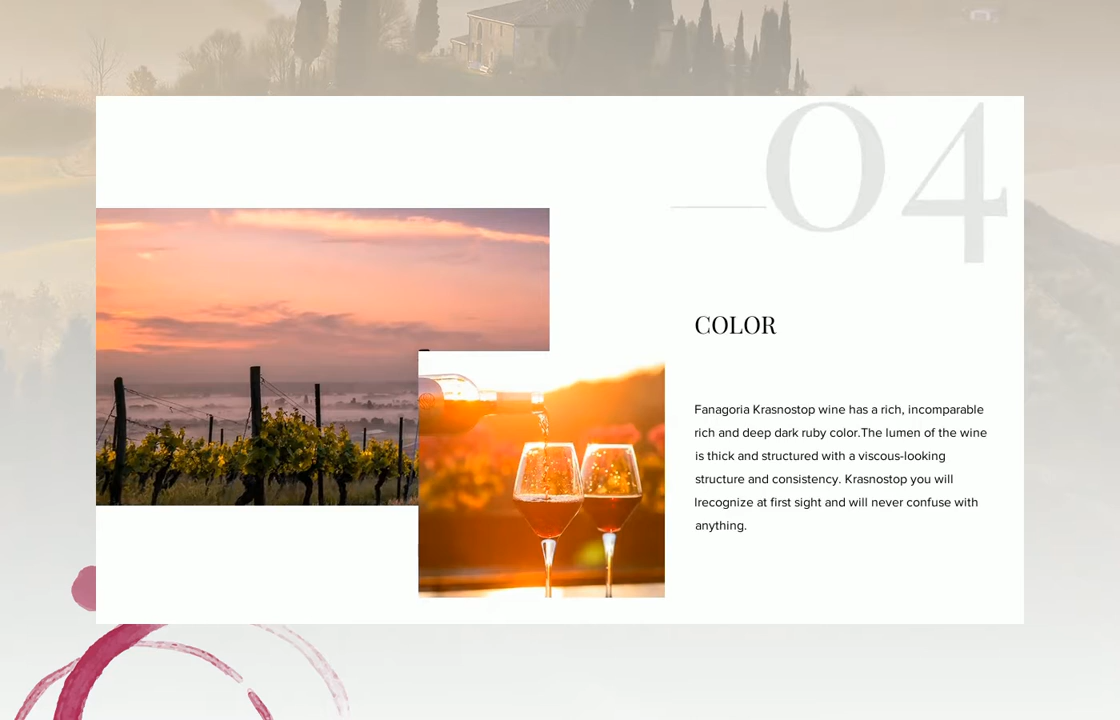 04
COLOR
Fanagoria Krasnostop wine has a rich, incomparable
rich and deep dark ruby color.The lumen of the wine
is thick and structured with a viscous-looking
structure and consistency. Krasnostop you will
lrecognize at first sight and will never confuse with
anything.